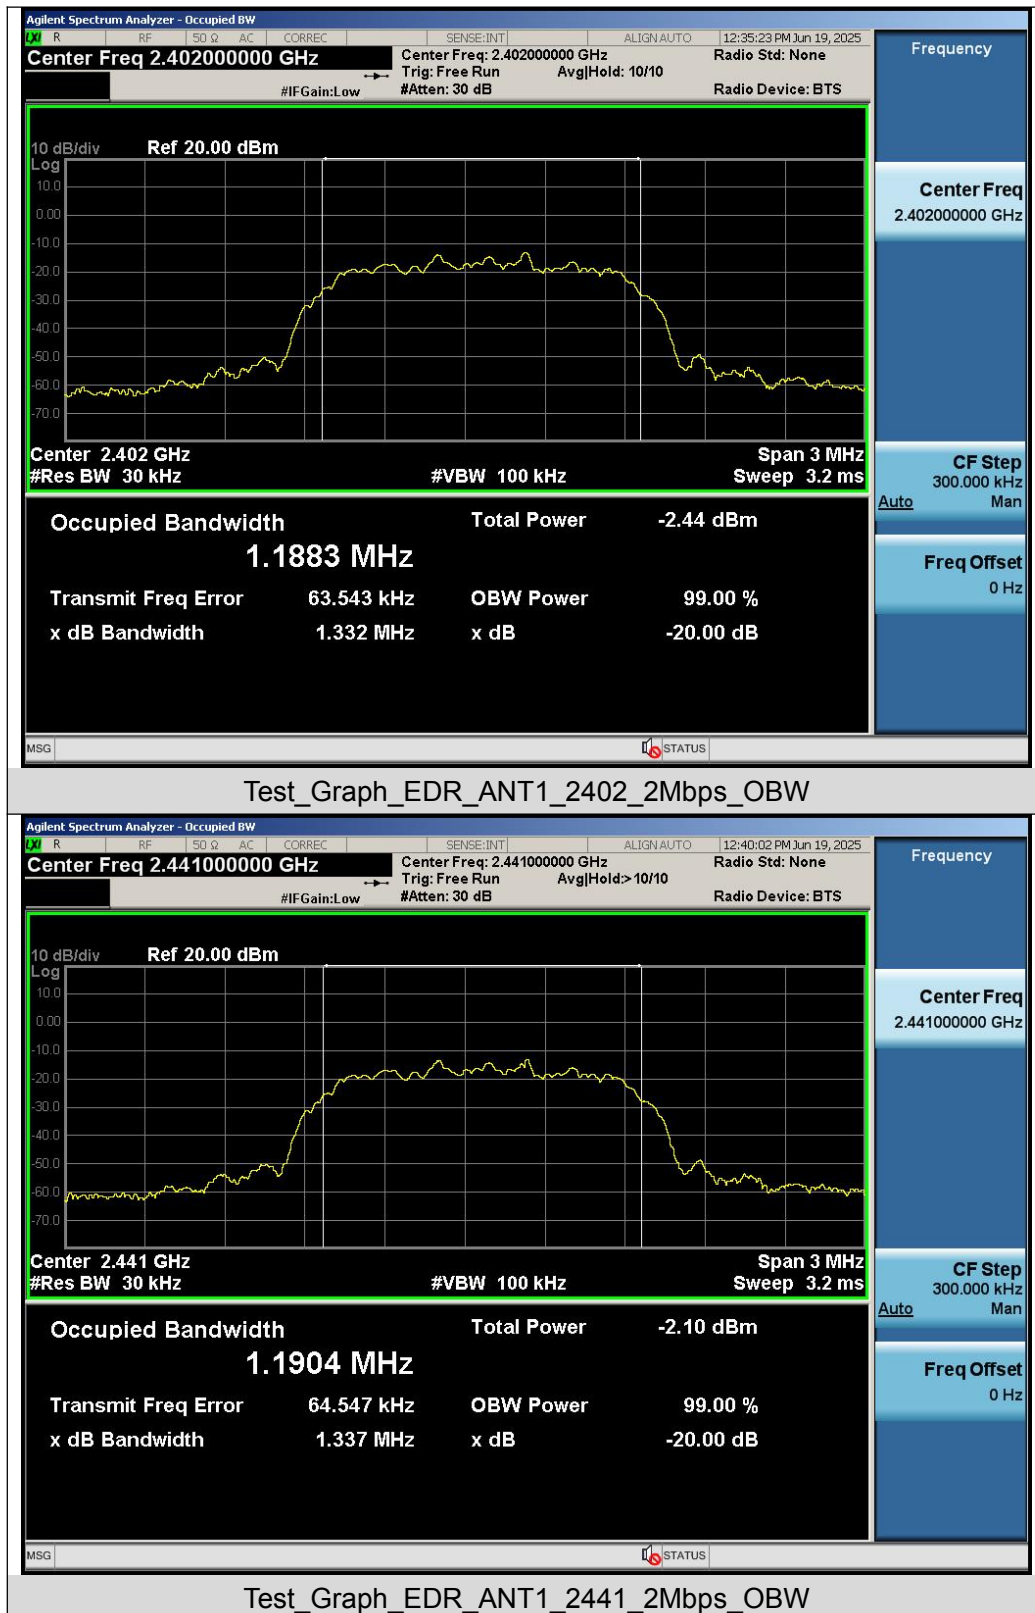 Agilent Spectrum Analyzer - Occupied BW
LXI R RF 50 Ω AC CORREC SENSE:INT ALIGN AUTO 12:35:23 PM Jun 19, 2025
Center Freq 2.402000000 GHz Center Freq: 2.402000000 GHz Radio Std: None
Trig: Free Run Avg|Hold: 10/10
#IFGain:Low #Atten: 30 dB Radio Device: BTS
Frequency
10 dB/div Ref 20.00 dBm
Log
10.0
0.00
-10.0
-20.0
-30.0
-40.0
-50.0
-60.0
-70.0
Center 2.402 GHz Span 3 MHz
#Res BW 30 kHz #VBW 100 kHz Sweep 3.2 ms
Center Freq
2.402000000 GHz
CF Step
300.000 kHz
Auto Man
Freq Offset
0 Hz
Occupied Bandwidth Total Power -2.44 dBm
1.1883 MHz
Transmit Freq Error 63.543 kHz OBW Power 99.00 %
x dB Bandwidth 1.332 MHz x dB -20.00 dB
MSG STATUS
Test_Graph_EDR_ANT1_2402_2Mbps_OBW
Agilent Spectrum Analyzer - Occupied BW
LXI R RF 50 Ω AC CORREC SENSE:INT ALIGN AUTO 12:40:02 PM Jun 19, 2025
Center Freq 2.441000000 GHz Center Freq: 2.441000000 GHz Radio Std: None
Trig: Free Run Avg|Hold:> 10/10
#IFGain:Low #Atten: 30 dB Radio Device: BTS
Frequency
10 dB/div Ref 20.00 dBm
Log
10.0
0.00
-10.0
-20.0
-30.0
-40.0
-50.0
-60.0
-70.0
Center 2.441 GHz Span 3 MHz
#Res BW 30 kHz #VBW 100 kHz Sweep 3.2 ms
Center Freq
2.441000000 GHz
CF Step
300.000 kHz
Auto Man
Freq Offset
0 Hz
Occupied Bandwidth Total Power -2.10 dBm
1.1904 MHz
Transmit Freq Error 64.547 kHz OBW Power 99.00 %
x dB Bandwidth 1.337 MHz x dB -20.00 dB
MSG STATUS
Test_Graph_EDR_ANT1_2441_2Mbps_OBW